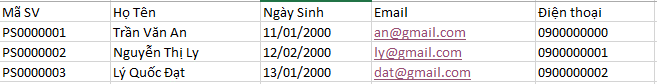 Mã SV Họ Tên Ngày Sinh Email Điện thoại
PS0000001 Trần Văn An 11/01/2000 an@gmail.com 0900000000
PS0000002 Nguyễn Thị Ly 12/02/2000 ly@gmail.com 0900000001
PS0000003 Lý Quốc Đạt 13/01/2000 dat@gmail.com 0900000002